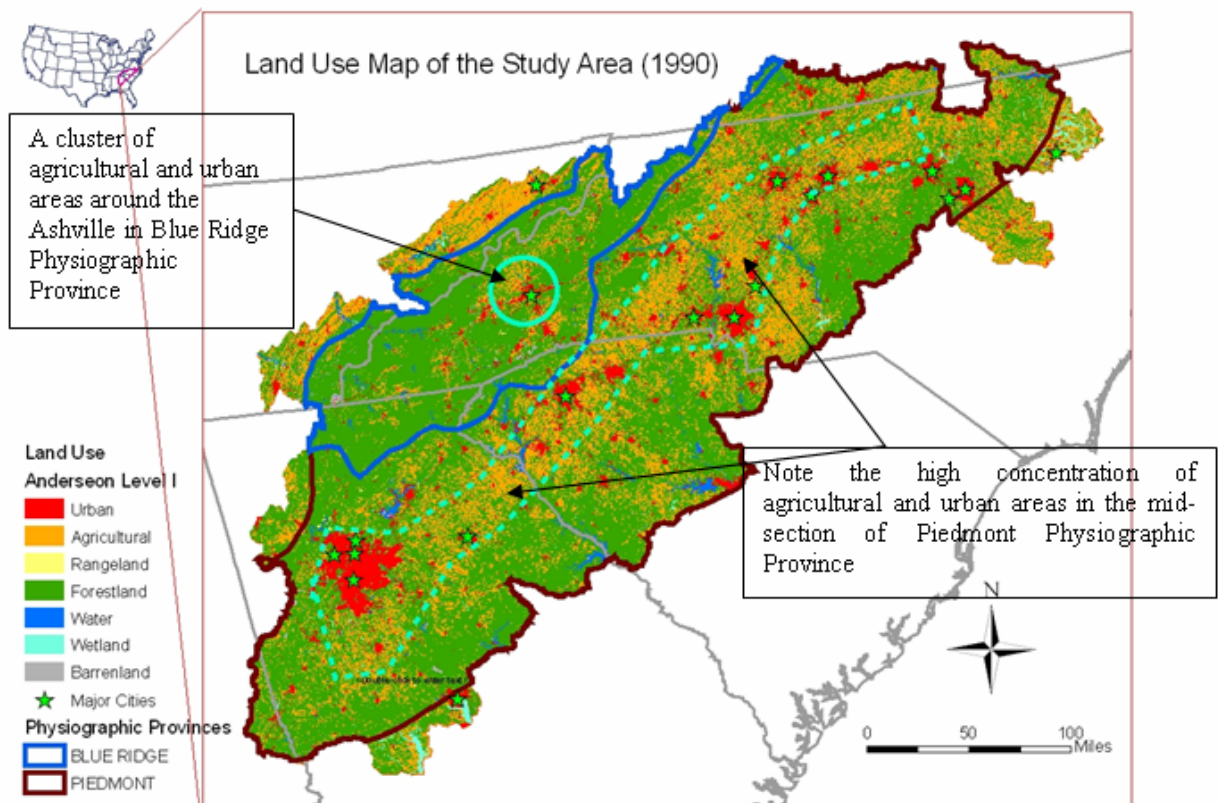 Land Use Map of the Study Area (1990)
A cluster of
agricultural and urban
areas around the
Ashville in Blue Ridge
Physiographic
Province
Note the high concentration of
agricultural and urban areas in the mid-
section of Piedmont Physiographic
Province
Land Use
Anderseon Level I
Urban
Agricultural
Rangeland
Forestland
Water
Wetland
Barrenland
Major Cities
Physiographic Provinces
BLUE RIDGE
PIEDMONT
N
0 50 100
Miles